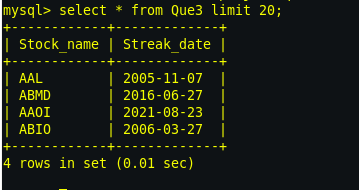 mysql> select * from Que3 limit 20;
+------------+-------------+
| Stock_name | Streak_date |
+------------+-------------+
| AAL        | 2005-11-07  |
| ABMD       | 2016-06-27  |
| AAOI       | 2021-08-23  |
| ABIO       | 2006-03-27  |
+------------+-------------+
4 rows in set (0.01 sec)